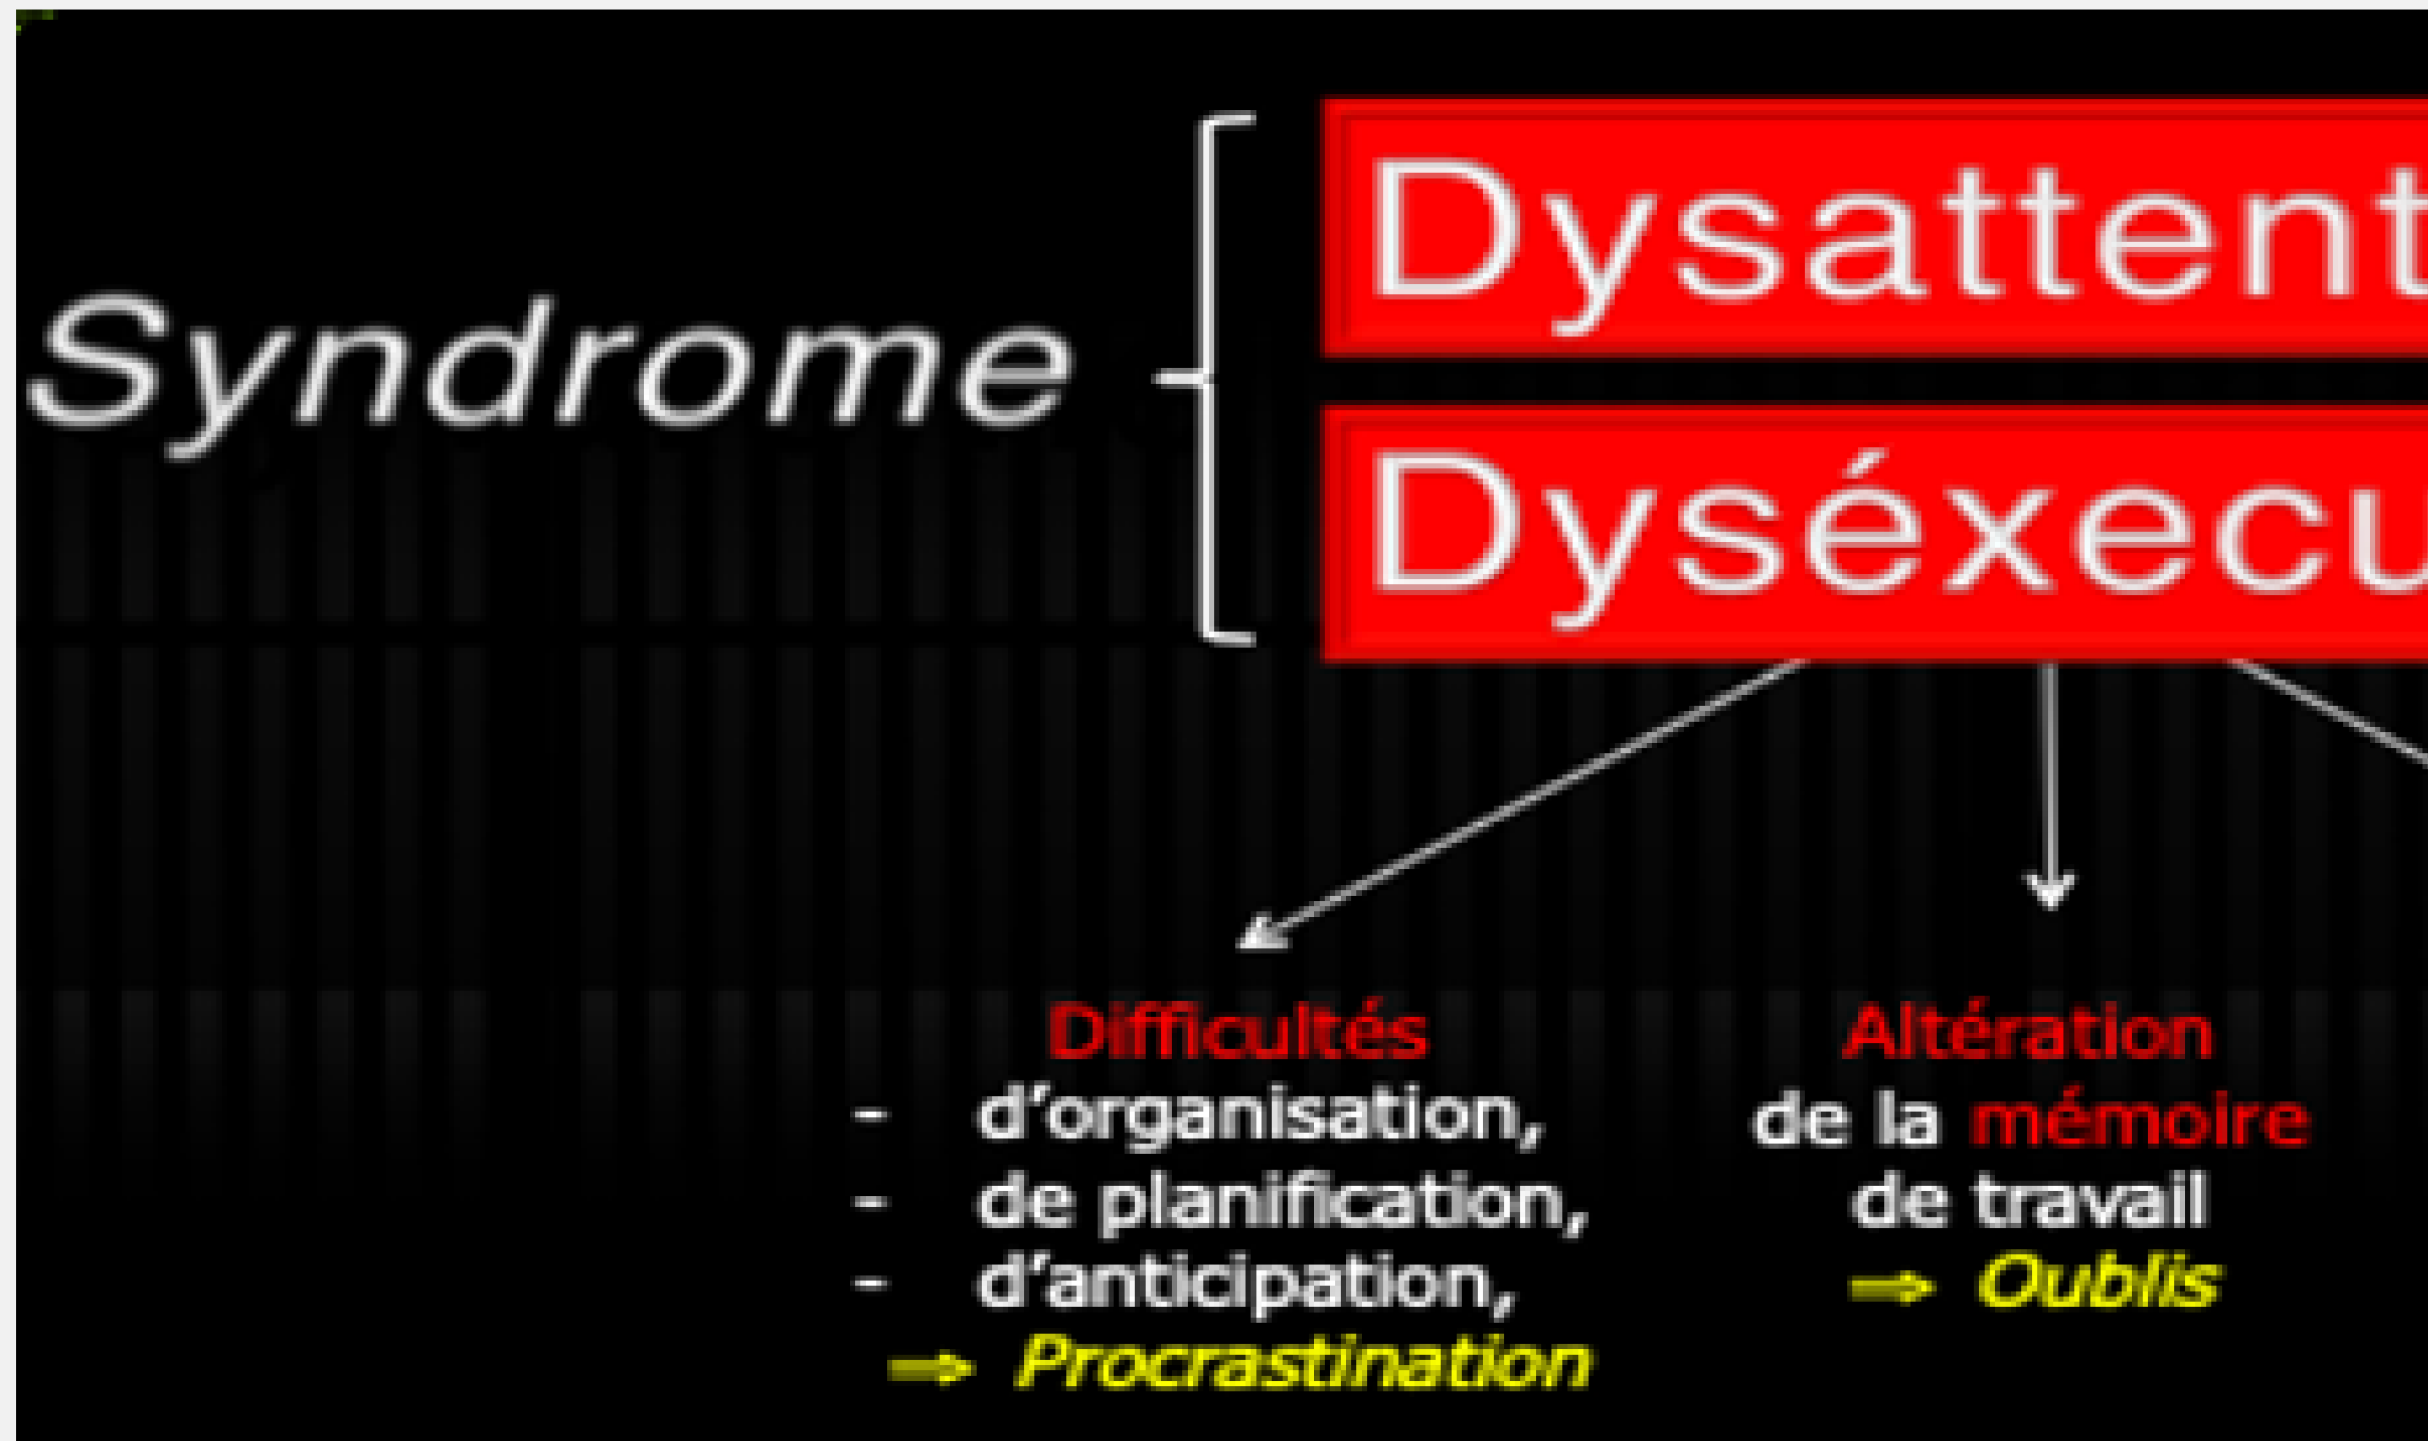 Syndrome
Dysattent
Dyséxecu
Difficultés
- d’organisation,
- de planification,
- d’anticipation,
⇒ Procrastination
Altération
de la mémoire
de travail
⇒ Oublis